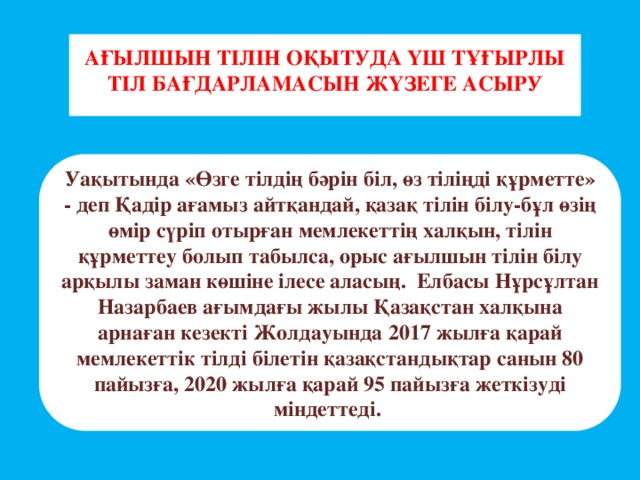 АҒЫЛШЫН ТІЛІН ОҚЫТУДА ҮШ ТҰҒЫРЛЫ
ТІЛ БАҒДАРЛАМАСЫН ЖҮЗЕГЕ АСЫРУ
Уақытында «Өзге тілдің бәрін біл, өз тіліңді құрметте»
- деп Қадір ағамыз айтқандай, қазақ тілін білу-бұл өзің
өмір сүріп отырған мемлекеттің халқын, тілін
құрметтеу болып табылса, орыс ағылшын тілін білу
арқылы заман көшіне ілесе аласың.  Елбасы Нұрсұлтан
Назарбаев ағымдағы жылы Қазақстан халқына
арнаған кезекті Жолдауында 2017 жылға қарай
мемлекеттік тілді білетін қазақстандықтар санын 80
пайызға, 2020 жылға қарай 95 пайызға жеткізуді
міндеттеді.